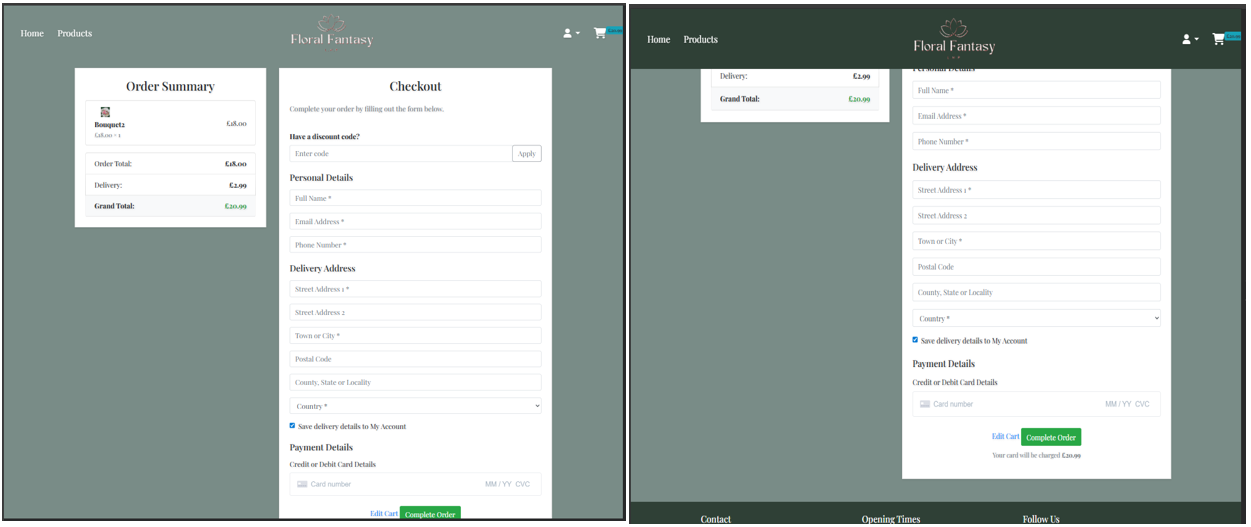 Home Products
Floral Fantasy
Order Summary
Bouquet2
£18.00
£18.00 × 1
Order Total: £18.00
Delivery: £2.99
Grand Total: £20.99
Checkout
Complete your order by filling out the form below.
Have a discount code?
Enter code Apply
Personal Details
Full Name *
Email Address *
Phone Number *
Delivery Address
Street Address 1 *
Street Address 2
Town or City *
Postal Code
County, State or Locality
Country *
Save delivery details to My Account
Payment Details
Credit or Debit Card Details
Card number MM / YY CVC
Edit Cart Complete Order
Home Products
Floral Fantasy
Delivery: £2.99
Grand Total: £20.99
Personal Details
Full Name *
Email Address *
Phone Number *
Delivery Address
Street Address 1 *
Street Address 2
Town or City *
Postal Code
County, State or Locality
Country *
Save delivery details to My Account
Payment Details
Credit or Debit Card Details
Card number MM / YY CVC
Edit Cart Complete Order
Your card will be charged £20.99
Contact Opening Times Follow Us